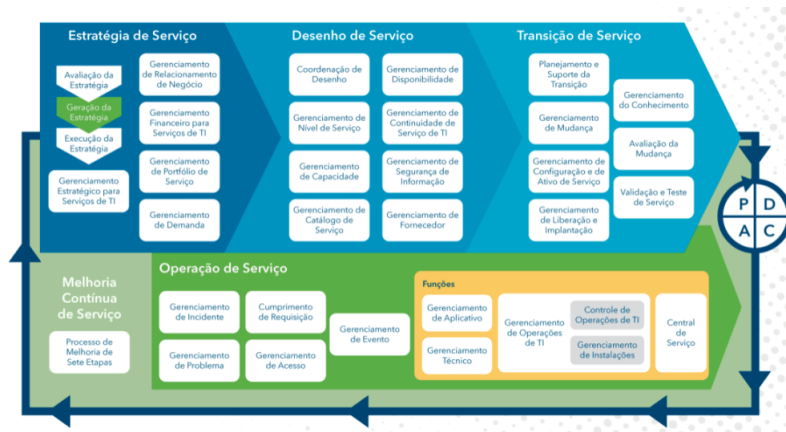 Estratégia de Serviço
Avaliação da
Estratégia
Geração da
Estratégia
Execução da
Estratégia
Gerenciamento
Estratégico para
Serviços de TI
Gerenciamento
de Relacionamento
de Negócio
Gerenciamento
Financeiro para
Serviços de TI
Gerenciamento
de Portfólio de
Serviço
Gerenciamento
de Demanda
Desenho de Serviço
Coordenação de
Desenho
Gerenciamento
de Nível de Serviço
Gerenciamento
de Capacidade
Gerenciamento de
Catálogo de
Serviço
Gerenciamento de
Disponibilidade
Gerenciamento de
Continuidade de
Serviço de TI
Gerenciamento de
Segurança de
Informação
Gerenciamento de
Fornecedor
Transição de Serviço
Planejamento e
Suporte da
Transição
Gerenciamento
de Mudança
Gerenciamento de
Configuração e de
Ativo de Serviço
Gerenciamento de
Liberação e
Implantação
Gerenciamento
do Conhecimento
Avaliação da
Mudança
Validação e Teste
de Serviço
P D
A C
Melhoria
Contínua
de Serviço
Processo de
Melhoria de
Sete Etapas
Operação de Serviço
Gerenciamento
de Incidente
Gerenciamento
de Problema
Cumprimento
de Requisição
Gerenciamento
de Acesso
Gerenciamento
de Evento
Funções
Gerenciamento
de Aplicativo
Gerenciamento
Técnico
Gerenciamento
de Operações de
TI
Controle de
Operações de TI
Gerenciamento
de Instalações
Central
de
Serviço